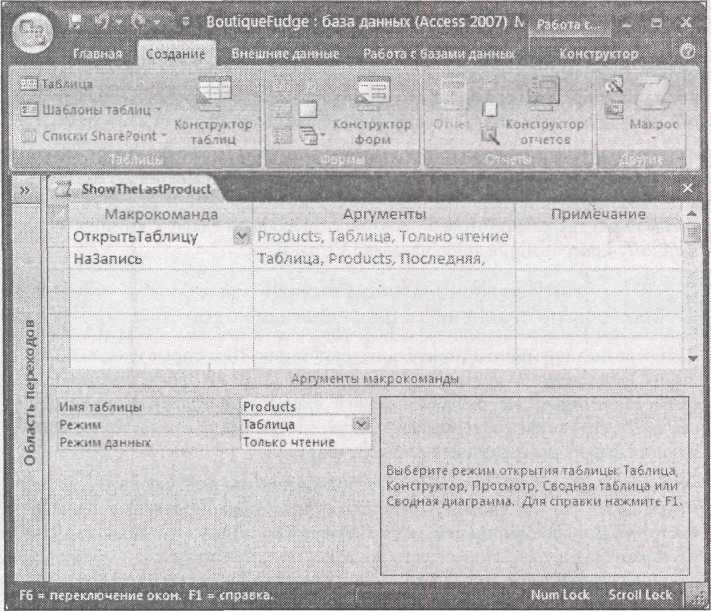 BoutiqueFudge : база данных (Access 2007) М
Работа с...
Главная Создание Внешние данные Работа с базами данных Конструктор
Таблица
Шаблоны таблиц
Списки SharePoint
Конструктор таблиц
Таблицы
Конструктор форм
Формы
Отчет
Конструктор отчетов
Отчеты
Макрос
Другие
ShowTheLastProduct
Макрокоманда Аргументы Примечание
ОткрытьТаблицу Products, Таблица, Только чтение
НаЗапись Таблица, Products, Последняя,
Область переходов
Аргументы макрокоманды
Имя таблицы Products
Режим Таблица
Режим данных Только чтение
Выберите режим открытия таблицы: Таблица,
Конструктор, Просмотр, Сводная таблица или
Сводная диаграмма. Для справки нажмите F1.
F6 = переключение окон. F1 = справка. Num Lock Scroll Lock